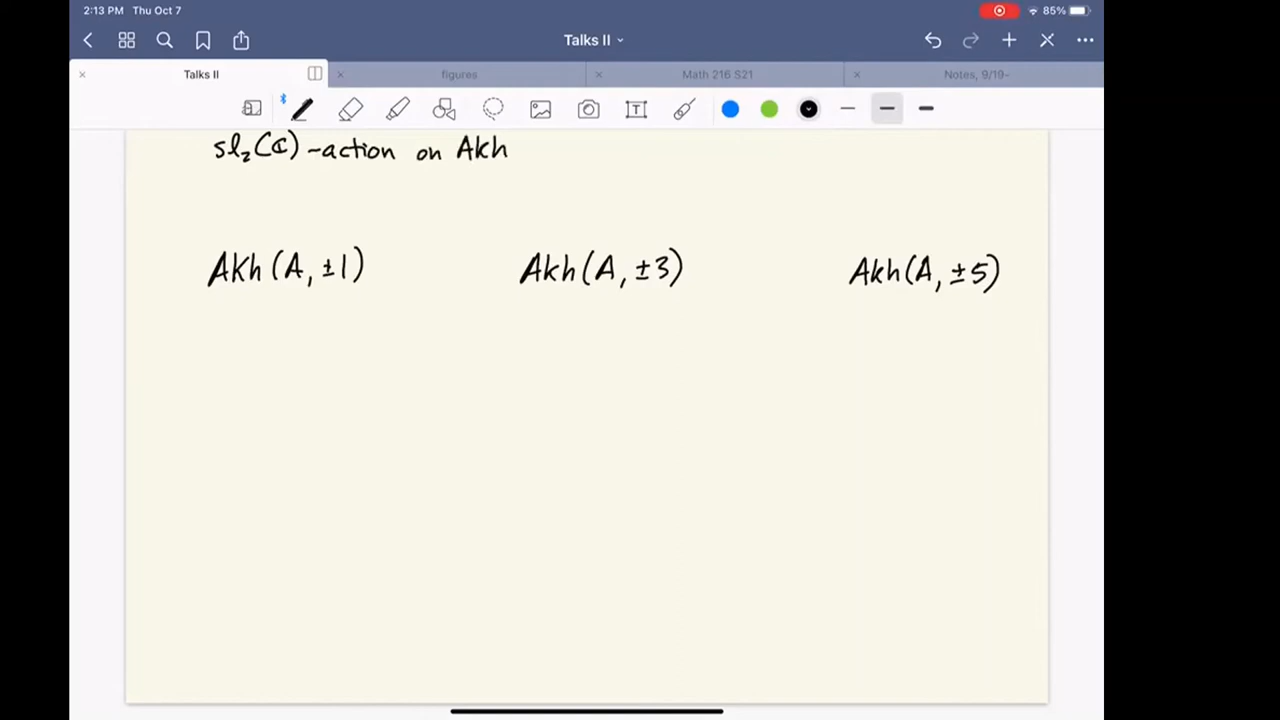 2:13 PM Thu Oct 7 85%
Talks II
Talks II figures Math 216 S21 Notes, 9/19-
sl₂(ℂ)-action on AKh
AKh(A, ±1) AKh(A, ±3) AKh(A, ±5)